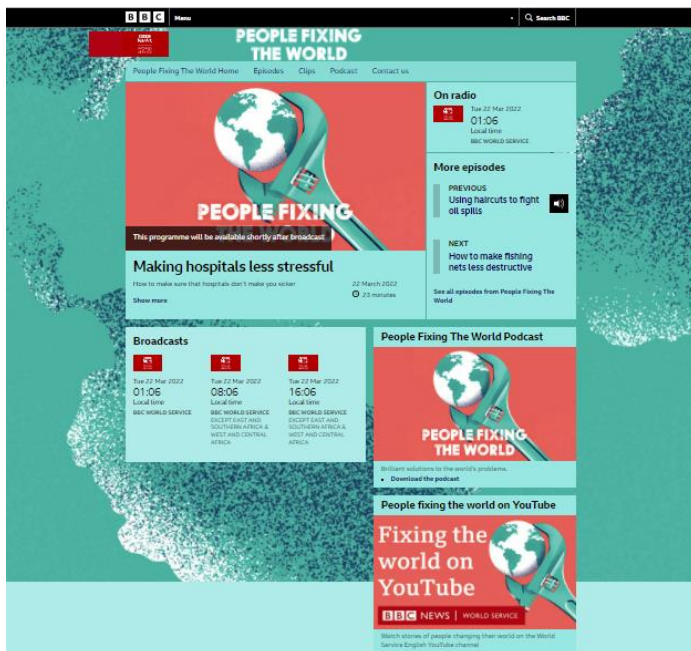 BBC
Menu
Search BBC
PEOPLE FIXING
THE WORLD
People Fixing The World Home Episodes Clips Podcast Contact us
PEOPLE FIXING
THE WORLD
This programme will be available shortly after broadcast
Making hospitals less stressful
How to make sure that hospitals don't make you sicker
Show more
22 March 2022
23 minutes
On radio
Tue 22 Mar 2022
01:06
Local time
BBC WORLD SERVICE
More episodes
PREVIOUS
Using haircuts to fight
oil spills
NEXT
How to make fishing
nets less destructive
See all episodes from People Fixing The
World
Broadcasts
Tue 22 Mar 2022
01:06
Local time
BBC WORLD SERVICE
Tue 22 Mar 2022
08:06
Local time
BBC WORLD SERVICE
EXCEPT EAST AND
SOUTHERN AFRICA &
WEST AND CENTRAL
AFRICA
Tue 22 Mar 2022
16:06
Local time
BBC WORLD SERVICE
EXCEPT EAST AND
SOUTHERN AFRICA &
WEST AND CENTRAL
AFRICA
People Fixing The World Podcast
PEOPLE FIXING
THE WORLD
Brilliant solutions to the world's problems.
Download the podcast
People fixing the world on YouTube
Fixing the
world on
YouTube
BBC NEWS | WORLD SERVICE
Watch stories of people changing their world on the World
Service English YouTube channel